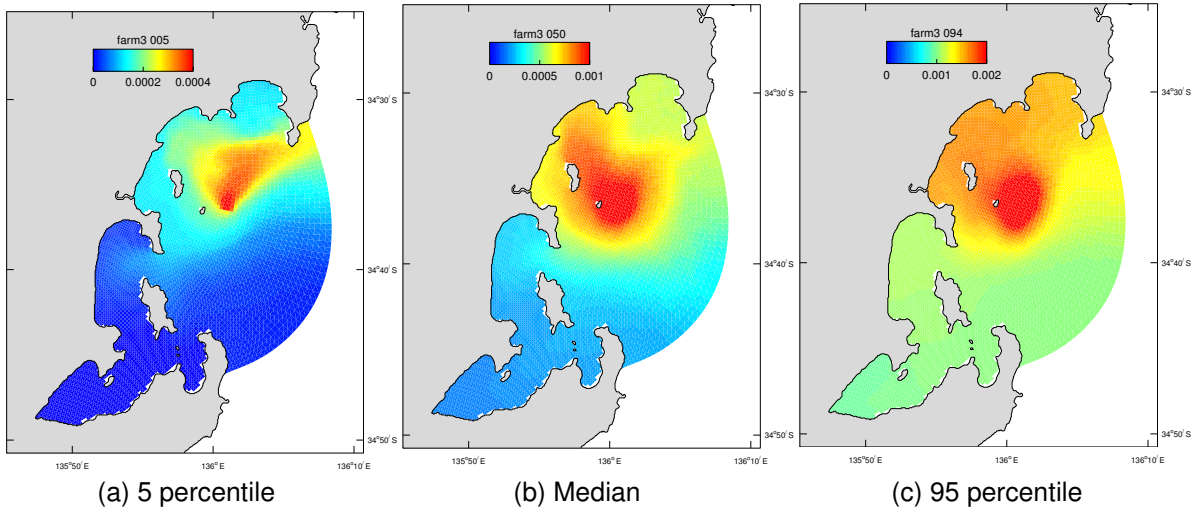 farm3 005
0 0.0002 0.0004
34°30′ S
34°40′ S
34°50′ S
135°50′ E 136°E 136°10′ E
(a) 5 percentile
farm3 050
0 0.0005 0.001
34°30′ S
34°40′ S
34°50′ S
135°50′ E 136°E 136°10′ E
(b) Median
farm3 094
0 0.001 0.002
34°30′ S
34°40′ S
34°50′ S
135°50′ E 136°E 136°10′ E
(c) 95 percentile